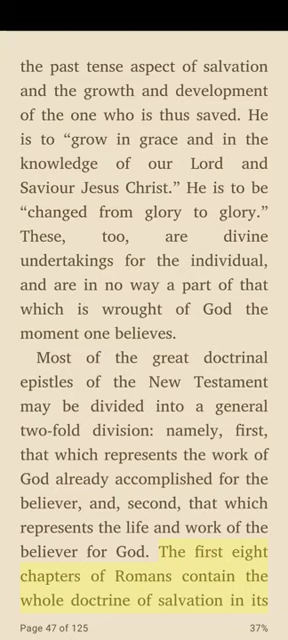 the past tense aspect of salvation
and the growth and development
of the one who is thus saved. He
is to “grow in grace and in the
knowledge of our Lord and
Saviour Jesus Christ.” He is to be
“changed from glory to glory.”
These, too, are divine
undertakings for the individual,
and are in no way a part of that
which is wrought of God the
moment one believes.
Most of the great doctrinal
epistles of the New Testament
may be divided into a general
two-fold division: namely, first,
that which represents the work of
God already accomplished for the
believer, and, second, that which
represents the life and work of the
believer for God. The first eight
chapters of Romans contain the
whole doctrine of salvation in its
Page 47 of 125 37%